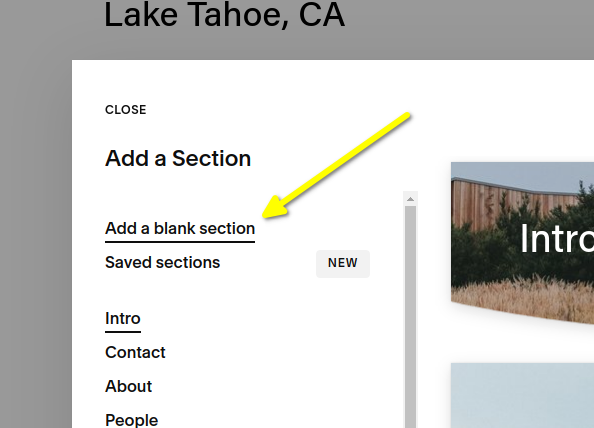 Lake Tahoe, CA
CLOSE
Add a Section
Add a blank section
Saved sections
NEW
Intro
Contact
About
People
Intro